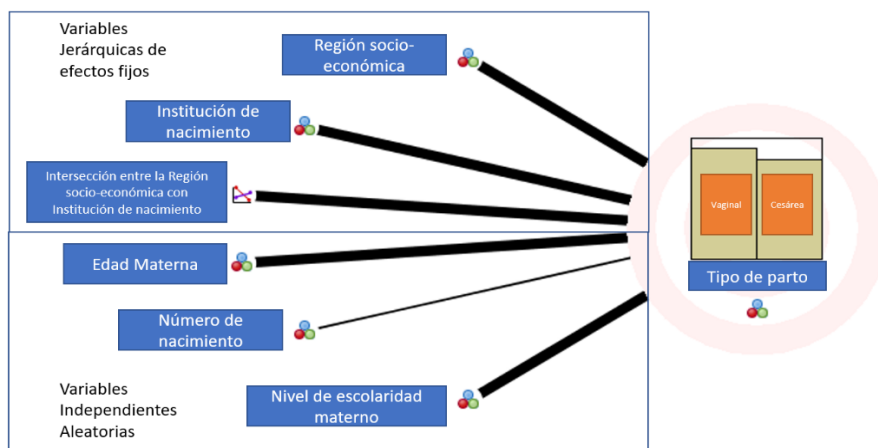 Variables
Jerárquicas de
efectos fijos
Región socio-
económica
Institución de
nacimiento
Intersección entre la Región
socio-económica con
Institución de nacimiento
Edad Materna
Número de
nacimiento
Nivel de escolaridad
materno
Variables
Independientes
Aleatorias
Vaginal
Cesárea
Tipo de parto